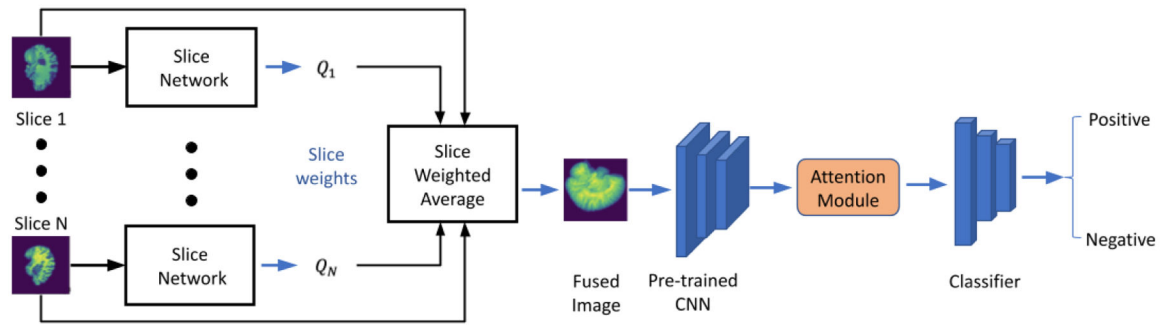 Slice 1
Slice
Network
Q₁
Slice N
Slice
Network
Q_N
Slice
weights
Slice
Weighted
Average
Fused
Image
Pre-trained
CNN
Attention
Module
Classifier
Positive
Negative